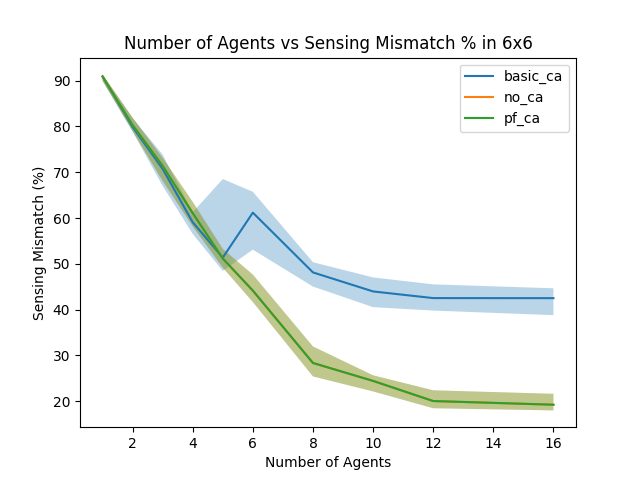 Number of Agents vs Sensing Mismatch % in 6x6
basic_ca
no_ca
pf_ca
Sensing Mismatch (%)
90
80
70
60
50
40
30
20
2 4 6 8 10 12 14 16
Number of Agents